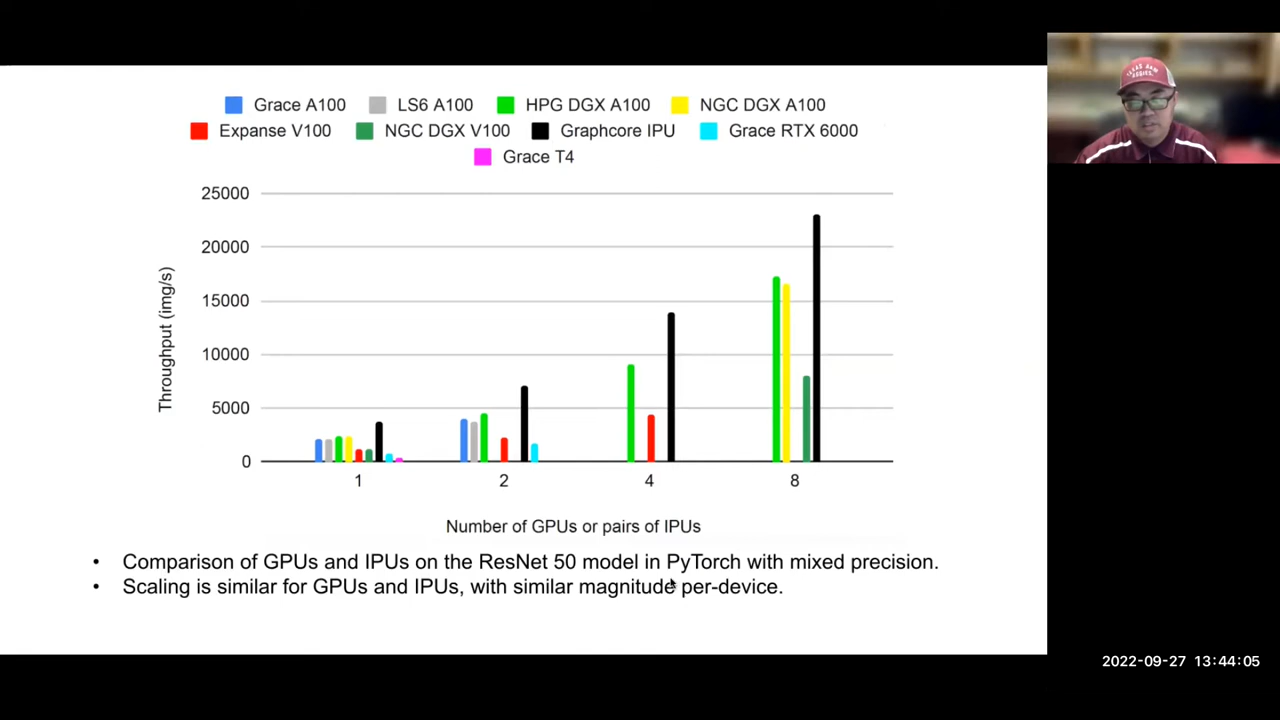 Grace A100 LS6 A100 HPG DGX A100 NGC DGX A100
Expanse V100 NGC DGX V100 Graphcore IPU Grace RTX 6000
Grace T4
25000
20000
15000
10000
5000
0
Throughput (img/s)
1 2 4 8
Number of GPUs or pairs of IPUs
• Comparison of GPUs and IPUs on the ResNet 50 model in PyTorch with mixed precision.
• Scaling is similar for GPUs and IPUs, with similar magnitude per-device.
TEXAS A&M
AGGIES
2022-09-27 13:44:05